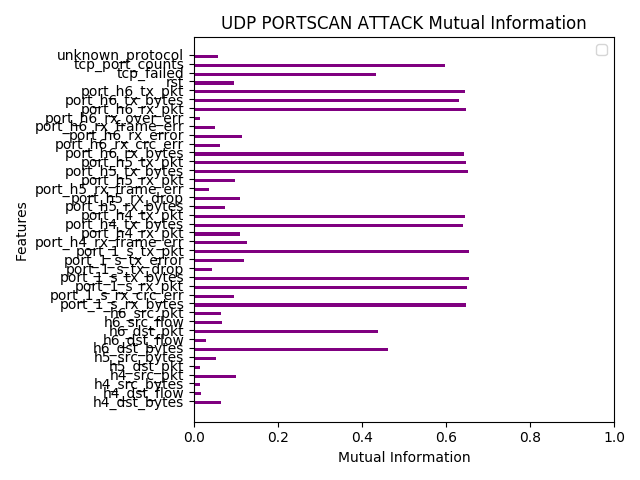 UDP PORTSCAN ATTACK Mutual Information
unknown_protocol
tcp_port_counts
tcp_failed
rst
port_h6_tx_pkt
port_h6_tx_bytes
port_h6_rx_pkt
port_h6_rx_over_err
port_h6_rx_frame_err
port_h6_rx_error
port_h6_rx_crc_err
port_h6_rx_bytes
port_h5_tx_pkt
port_h5_tx_bytes
port_h5_rx_pkt
port_h5_rx_frame_err
port_h5_rx_drop
port_h5_rx_bytes
port_h4_tx_pkt
port_h4_tx_bytes
port_h4_rx_pkt
port_h4_rx_frame_err
port_1_s_tx_pkt
port_1_s_tx_error
port_1_s_tx_drop
port_1_s_tx_bytes
port_1_s_rx_pkt
port_1_s_rx_crc_err
port_1_s_rx_bytes
h6_src_pkt
h6_src_flow
h6_dst_pkt
h6_dst_flow
h6_dst_bytes
h5_src_bytes
h5_dst_pkt
h4_src_pkt
h4_src_bytes
h4_dst_flow
h4_dst_bytes
Features
0.0 0.2 0.4 0.6 0.8 1.0
Mutual Information